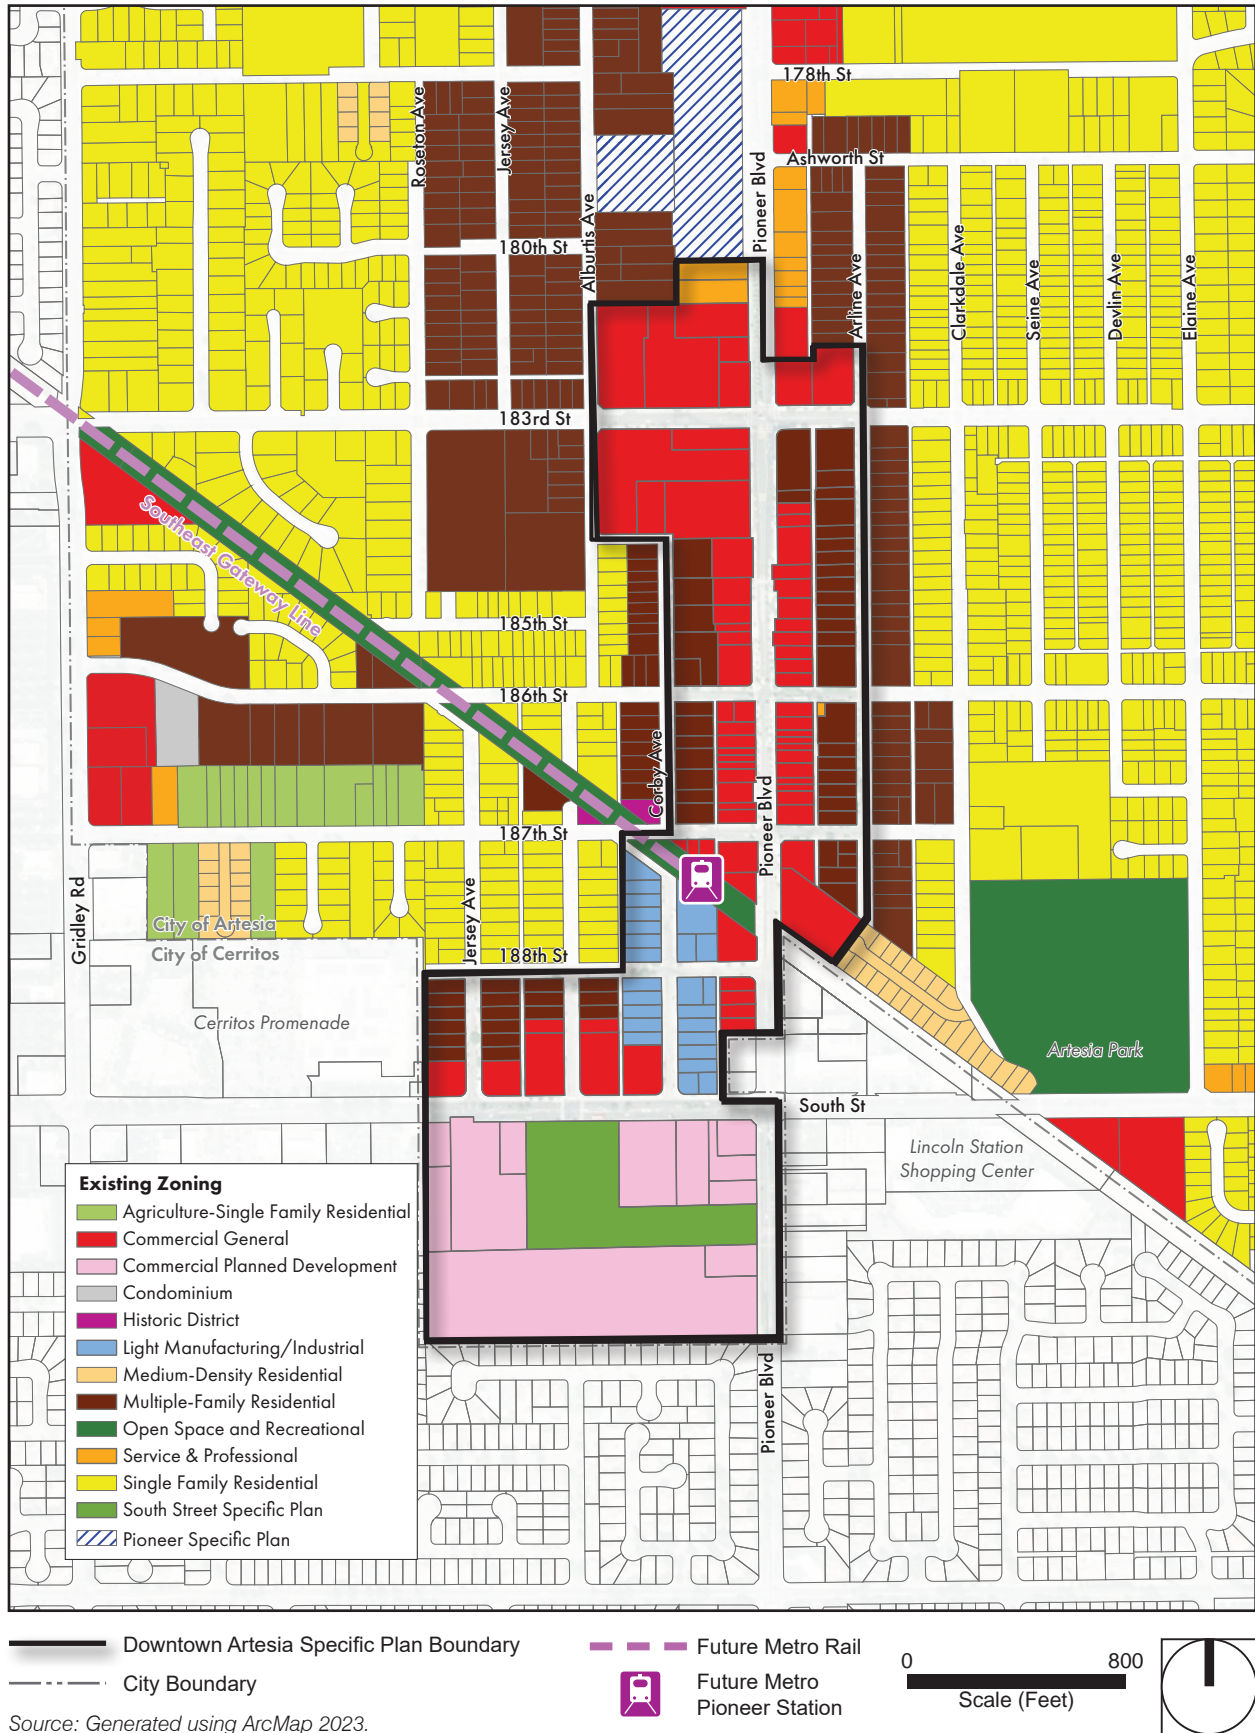 178th St
Roseton Ave
Jersey Ave
Ashworth St
Pioneer Blvd
Alburtis Ave
180th St
Arline Ave
Clarkdale Ave
Seine Ave
Devlin Ave
Elaine Ave
183rd St
Southeast Gateway Line
185th St
186th St
Corby Ave
Pioneer Blvd
187th St
Gridley Rd
Jersey Ave
City of Artesia
City of Cerritos
188th St
Cerritos Promenade
Artesia Park
South St
Lincoln Station
Shopping Center
Pioneer Blvd
Existing Zoning
Agriculture-Single Family Residential
Commercial General
Commercial Planned Development
Condominium
Historic District
Light Manufacturing/Industrial
Medium-Density Residential
Multiple-Family Residential
Open Space and Recreational
Service & Professional
Single Family Residential
South Street Specific Plan
Pioneer Specific Plan
Downtown Artesia Specific Plan Boundary
City Boundary
Future Metro Rail
Future Metro
Pioneer Station
0 800
Scale (Feet)
Source: Generated using ArcMap 2023.